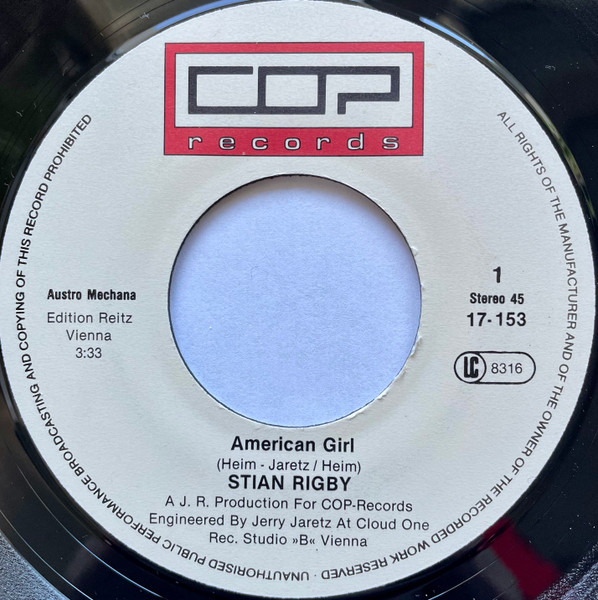 COP
records
ALL RIGHTS OF THE MANUFACTURER AND OF THE OWNER OF THE RECORDED WORK RESERVED · UNAUTHORISED PUBLIC PERFORMANCE BROADCASTING AND COPYING OF THIS RECORD PROHIBITED
Austro Mechana
Edition Reitz
Vienna
3:33
1
Stereo 45
17-153
LC 8316
American Girl
(Heim - Jaretz / Heim)
STIAN RIGBY
A J. R. Production For COP-Records
Engineered By Jerry Jaretz At Cloud One
Rec. Studio »B« Vienna